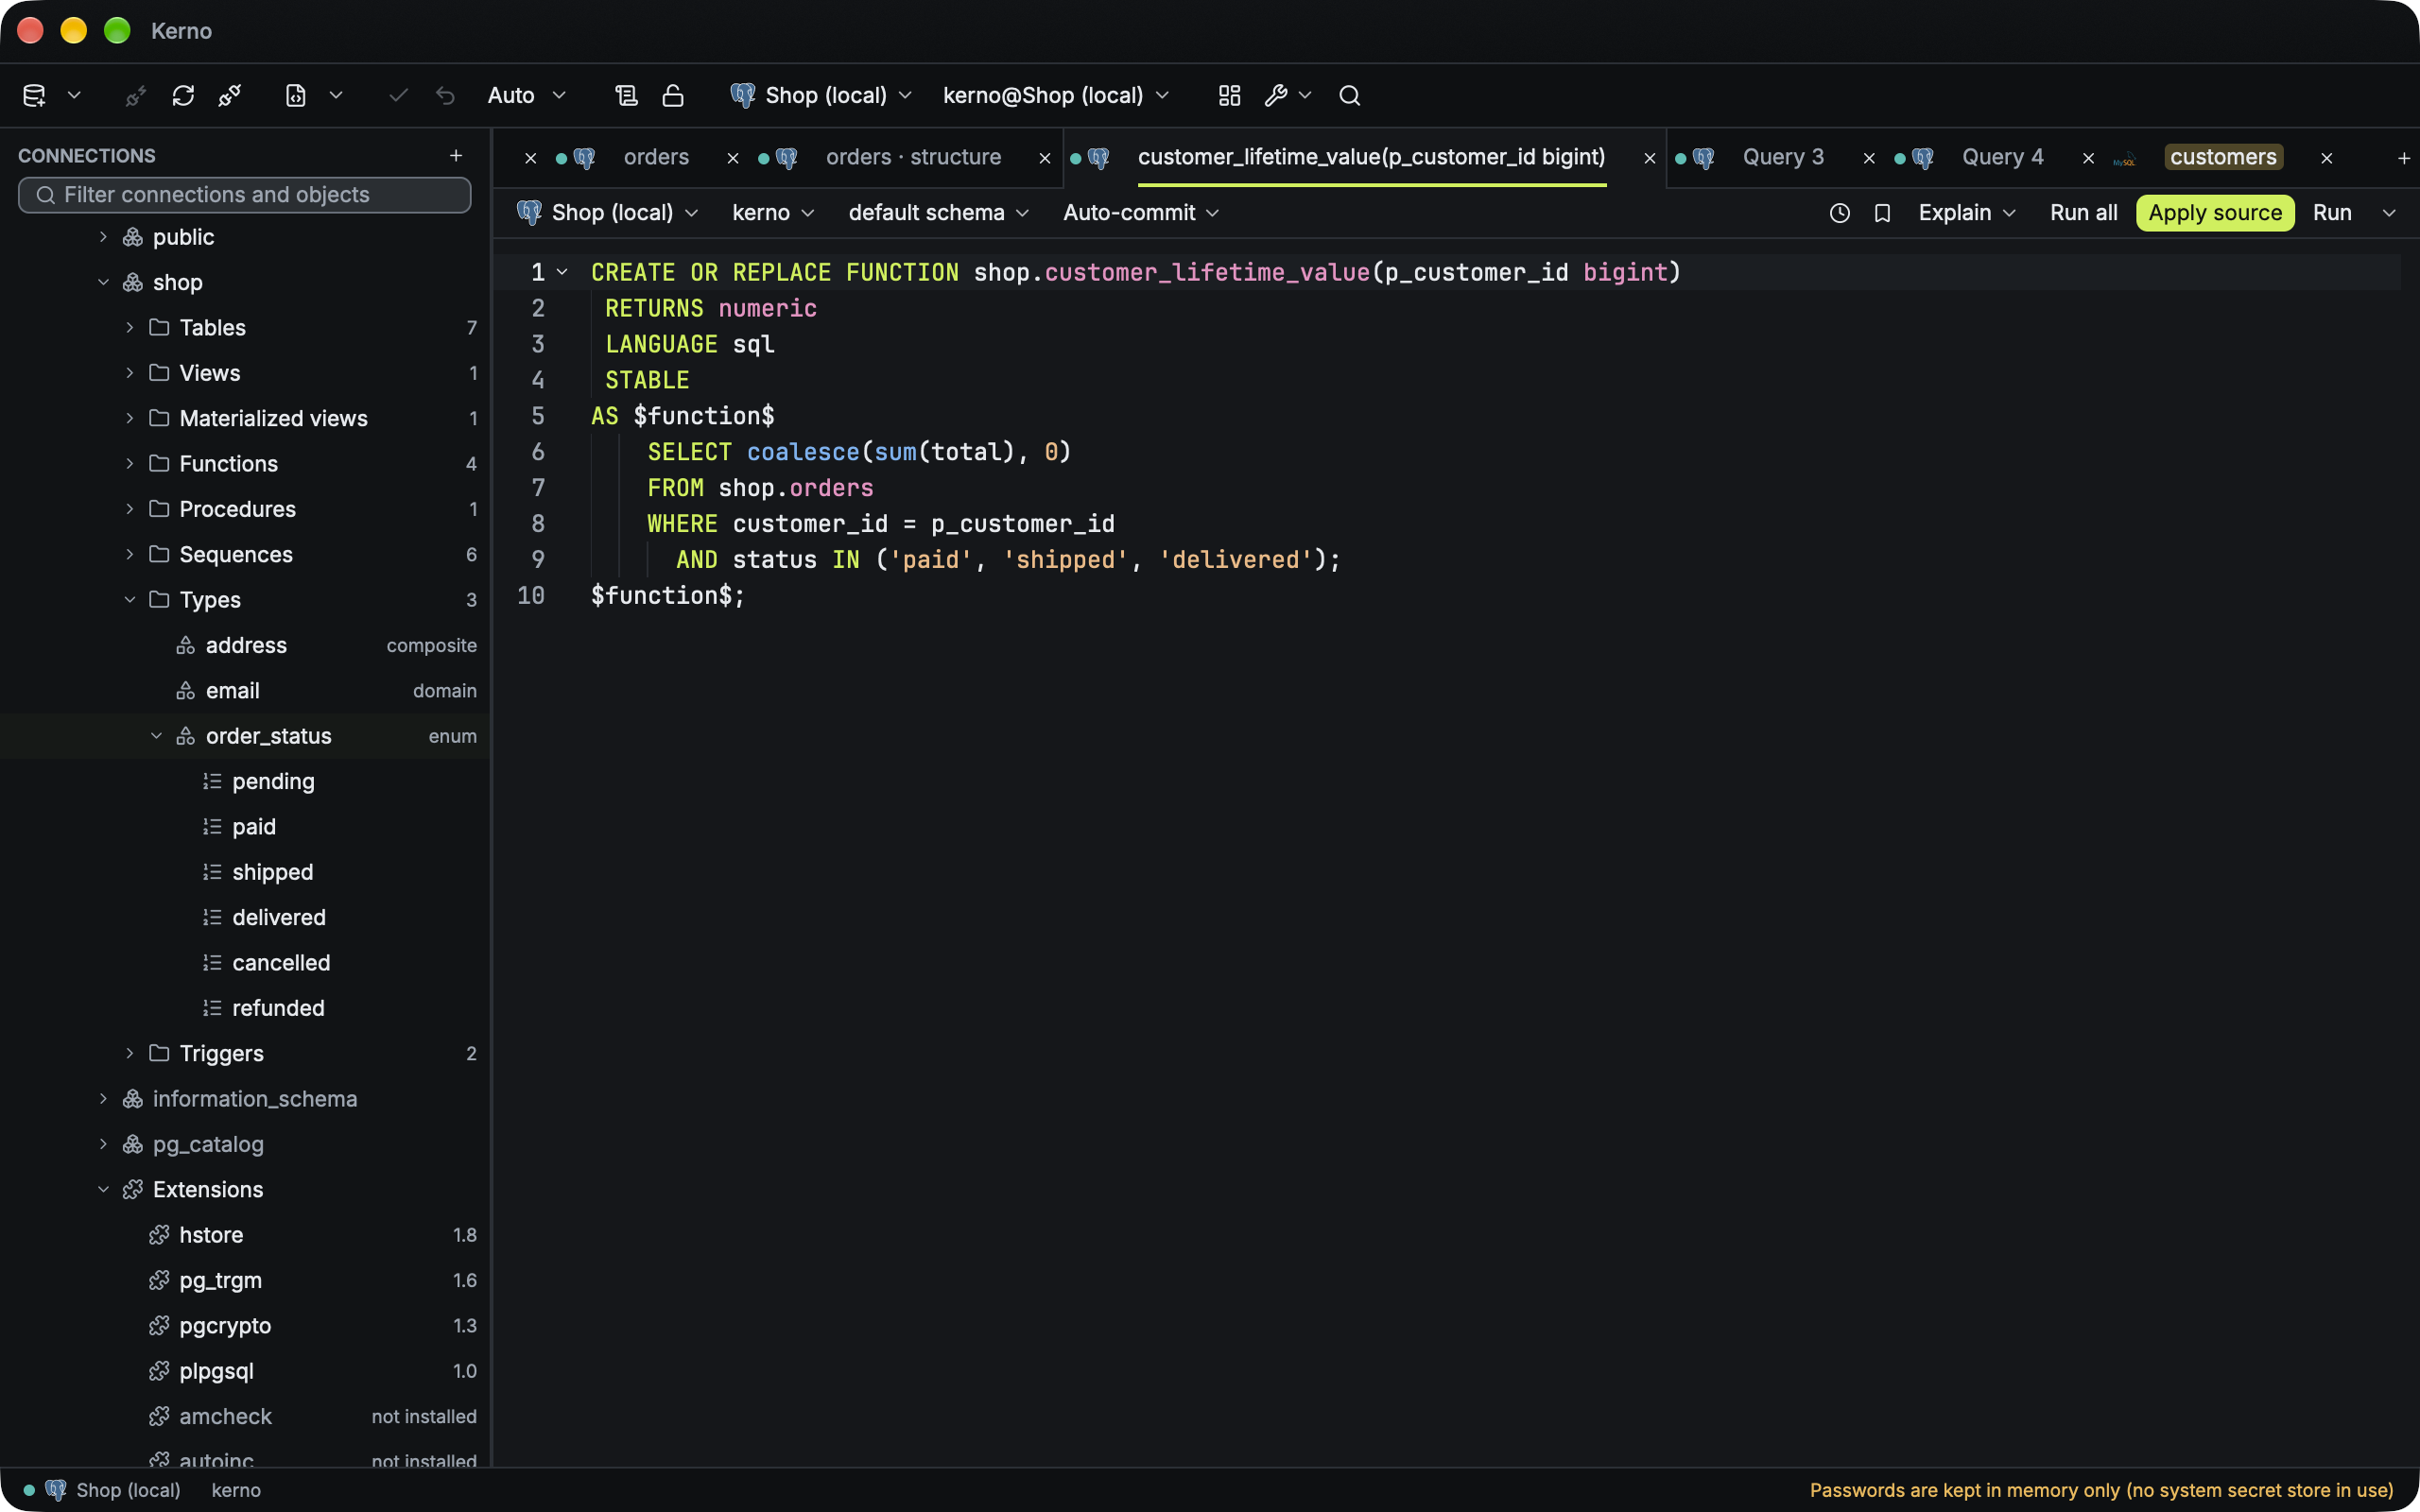 Kerno
Auto
Shop (local)
kerno@Shop (local)
CONNECTIONS
Filter connections and objects
public
shop
Tables 7
Views 1
Materialized views 1
Functions 4
Procedures 1
Sequences 6
Types 3
address composite
email domain
order_status enum
pending
paid
shipped
delivered
cancelled
refunded
Triggers 2
information_schema
pg_catalog
Extensions
hstore 1.8
pg_trgm 1.6
pgcrypto 1.3
plpgsql 1.0
amcheck not installed
autoinc not installed
orders
orders · structure
customer_lifetime_value(p_customer_id bigint)
Query 3
Query 4
MySQL
customers
Shop (local) kerno default schema Auto-commit Explain Run all Apply source Run
1 CREATE OR REPLACE FUNCTION shop.customer_lifetime_value(p_customer_id bigint)
2 RETURNS numeric
3 LANGUAGE sql
4 STABLE
5 AS $function$
6 SELECT coalesce(sum(total), 0)
7 FROM shop.orders
8 WHERE customer_id = p_customer_id
9 AND status IN ('paid', 'shipped', 'delivered');
10 $function$;
Shop (local) kerno
Passwords are kept in memory only (no system secret store in use)